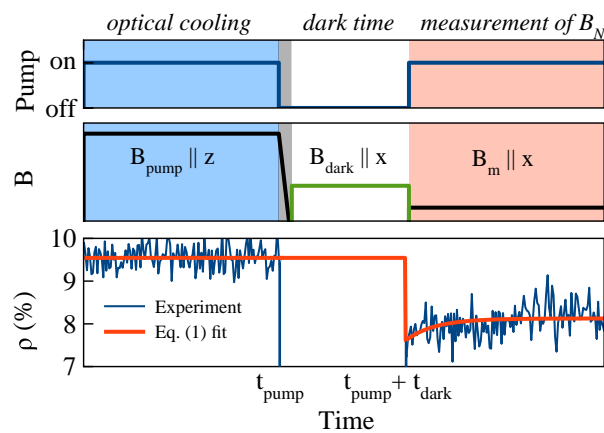 optical cooling dark time measurement of B_N
Pump
on
off
B
B_pump || z
B_dark || x
B_m || x
ρ (%)
10
9
8
7
Experiment
Eq. (1) fit
t_pump t_pump + t_dark
Time